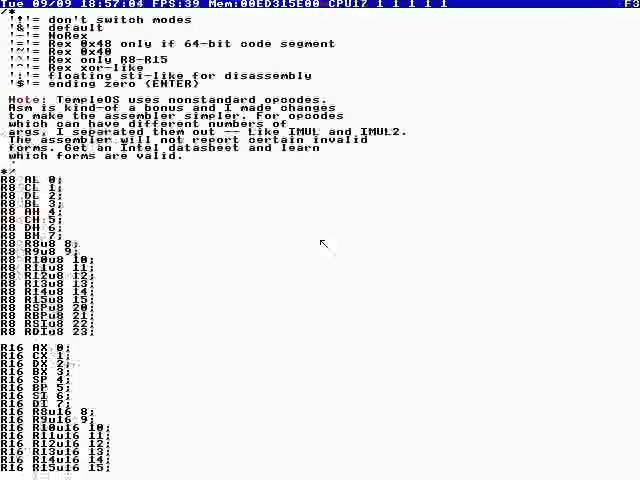 Tue 09/09 18:57:04 FPS:39 Mem:00ED315E00 CPU17 1 1 1 1 1 F3
/*
'!'= don't switch modes
'&'= default
'-'= NoRex
'='= Rex 0x48 only if 64-bit code segment
'~'= Rex 0x40
'`'= Rex only R8-R15
'^'= Rex xor-like
'*'= floating sti-like for disassembly
'$'= ending zero (ENTER)
Note: TempleOS uses nonstandard opcodes.
Asm is kind-of a bonus and I made changes
to make the assembler simpler. For opcodes
which can have different numbers of
args, I separated them out -- Like IMUL and IMUL2.
The assembler will not report certain invalid
forms. Get an Intel datasheet and learn
which forms are valid.
*/
R8 AL 0;
R8 CL 1;
R8 DL 2;
R8 BL 3;
R8 AH 4;
R8 CH 5;
R8 DH 6;
R8 BH 7;
R8 R8u8 8;
R8 R9u8 9;
R8 R10u8 10;
R8 R11u8 11;
R8 R12u8 12;
R8 R13u8 13;
R8 R14u8 14;
R8 R15u8 15;
R8 RSPu8 20;
R8 RBPu8 21;
R8 RSIu8 22;
R8 RDIu8 23;
R16 AX 0;
R16 CX 1;
R16 DX 2;
R16 BX 3;
R16 SP 4;
R16 BP 5;
R16 SI 6;
R16 DI 7;
R16 R8u16 8;
R16 R9u16 9;
R16 R10u16 10;
R16 R11u16 11;
R16 R12u16 12;
R16 R13u16 13;
R16 R14u16 14;
R16 R15u16 15;